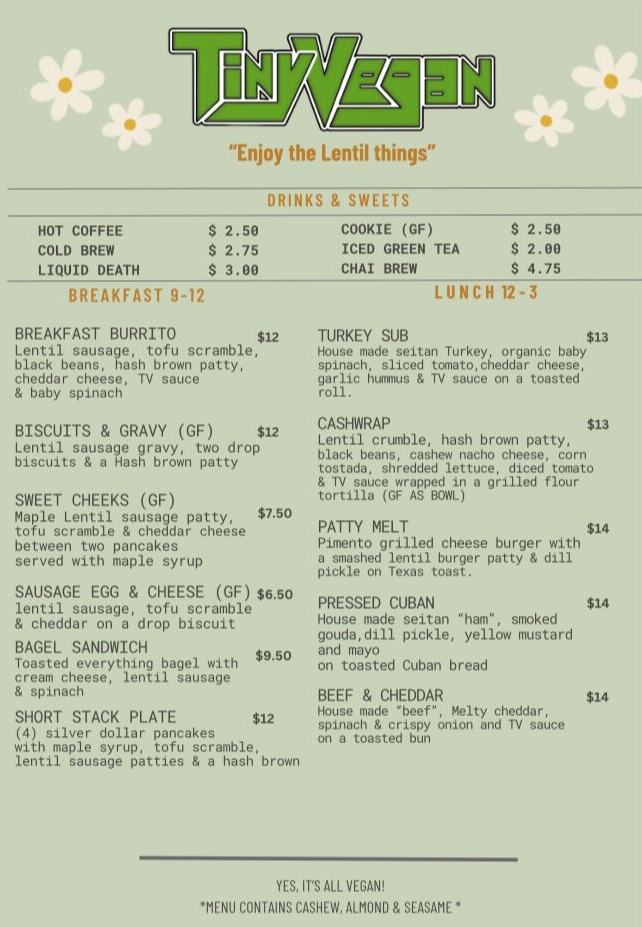 TinyVegan
“Enjoy the Lentil things”
DRINKS & SWEETS
HOT COFFEE $ 2.50
COLD BREW $ 2.75
LIQUID DEATH $ 3.00
COOKIE (GF) $ 2.50
ICED GREEN TEA $ 2.00
CHAI BREW $ 4.75
BREAKFAST 9-12
BREAKFAST BURRITO $12
Lentil sausage, tofu scramble,
black beans, hash brown patty,
cheddar cheese, TV sauce
& baby spinach
BISCUITS & GRAVY (GF) $12
Lentil sausage gravy, two drop
biscuits & a Hash brown patty
SWEET CHEEKS (GF) $7.50
Maple Lentil sausage patty,
tofu scramble & cheddar cheese
between two pancakes
served with maple syrup
SAUSAGE EGG & CHEESE (GF) $6.50
lentil sausage, tofu scramble
& cheddar on a drop biscuit
BAGEL SANDWICH $9.50
Toasted everything bagel with
cream cheese, lentil sausage
& spinach
SHORT STACK PLATE $12
(4) silver dollar pancakes
with maple syrup, tofu scramble,
lentil sausage patties & a hash brown
LUNCH 12-3
TURKEY SUB $13
House made seitan Turkey, organic baby
spinach, sliced tomato,cheddar cheese,
garlic hummus & TV sauce on a toasted
roll.
CASHWRAP $13
Lentil crumble, hash brown patty,
black beans, cashew nacho cheese, corn
tostada, shredded lettuce, diced tomato
& TV sauce wrapped in a grilled flour
tortilla (GF AS BOWL)
PATTY MELT $14
Pimento grilled cheese burger with
a smashed lentil burger patty & dill
pickle on Texas toast.
PRESSED CUBAN $14
House made seitan “ham”, smoked
gouda,dill pickle, yellow mustard
and mayo
on toasted Cuban bread
BEEF & CHEDDAR $14
House made “beef”, Melty cheddar,
spinach & crispy onion and TV sauce
on a toasted bun
YES, IT'S ALL VEGAN!
*MENU CONTAINS CASHEW, ALMOND & SEASAME *